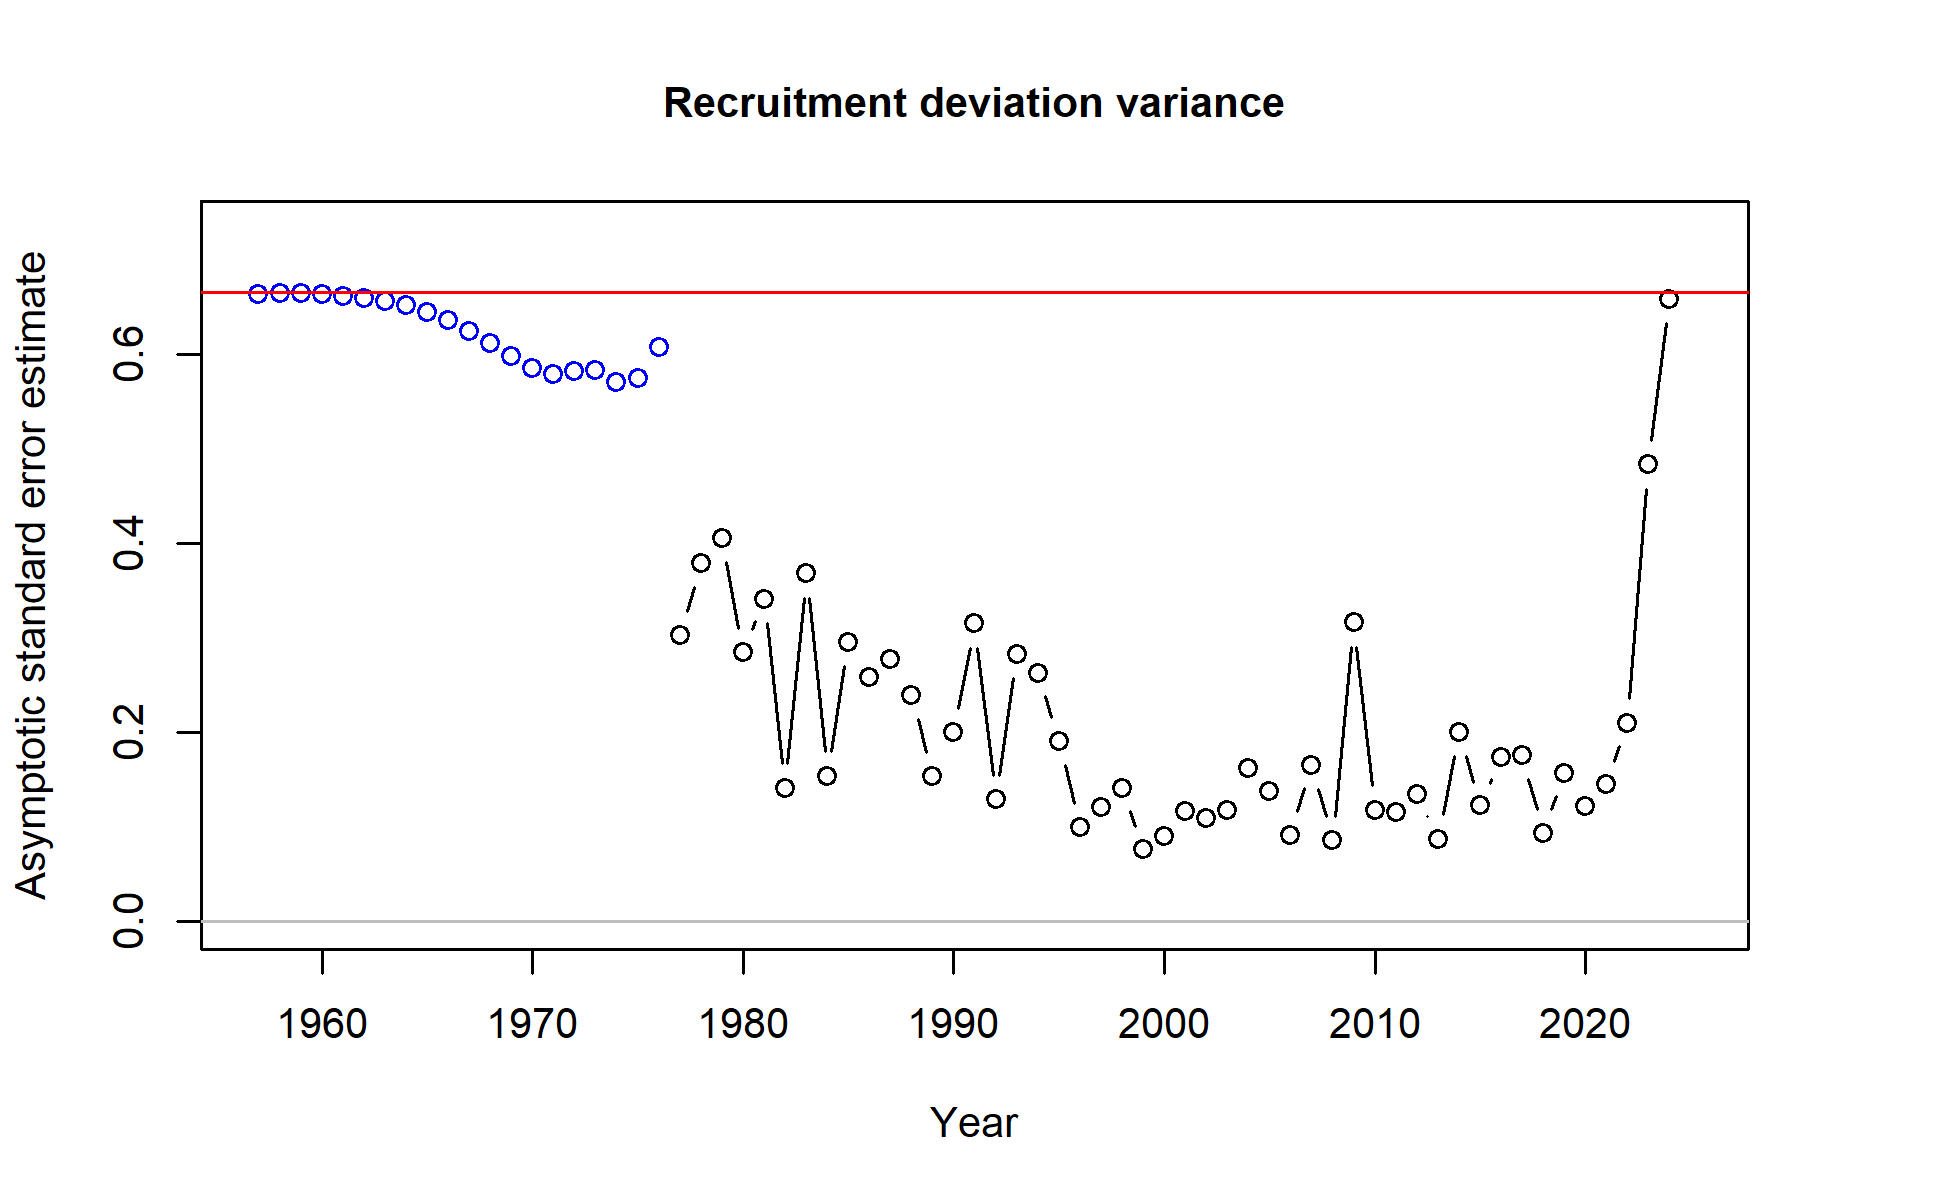 Recruitment deviation variance
Asymptotic standard error estimate
0.6
0.4
0.2
0.0
1960 1970 1980 1990 2000 2010 2020
Year